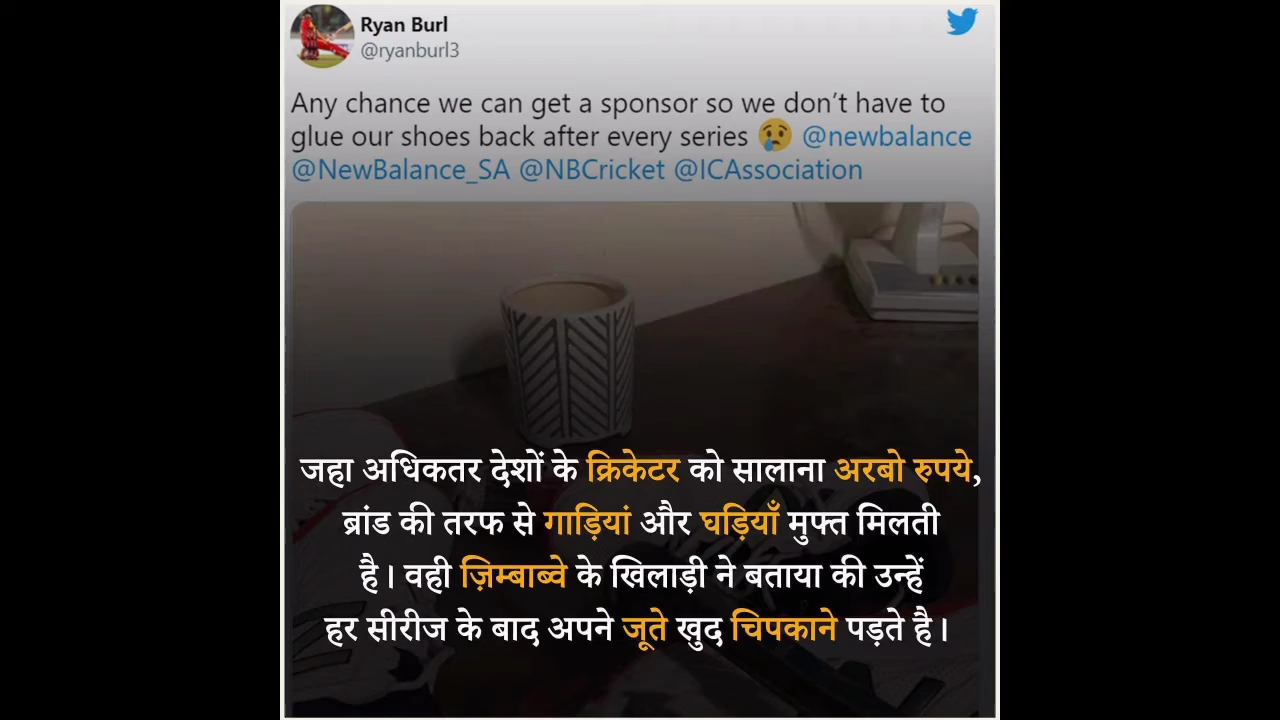 Ryan Burl
@ryanburl3
Any chance we can get a sponsor so we don't have to
glue our shoes back after every series 😢 @newbalance
@NewBalance_SA @NBCricket @ICAssociation
जहा अधिकतर देशों के क्रिकेटर को सालाना अरबो रुपये,
ब्रांड की तरफ से गाड़ियां और घड़ियाँ मुफ्त मिलती
है। वही ज़िम्बाब्वे के खिलाड़ी ने बताया की उन्हें
हर सीरीज के बाद अपने जूते खुद चिपकाने पड़ते है।